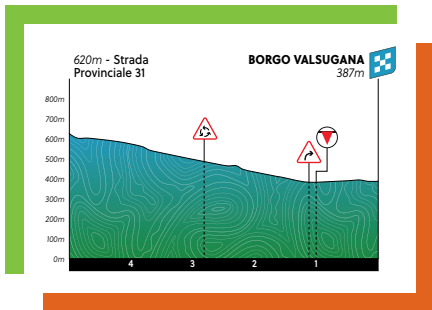 620m - Strada
Provinciale 31
BORGO VALSUGANA
387m
800m
700m
600m
500m
400m
300m
200m
100m
0m
4 3 2 1